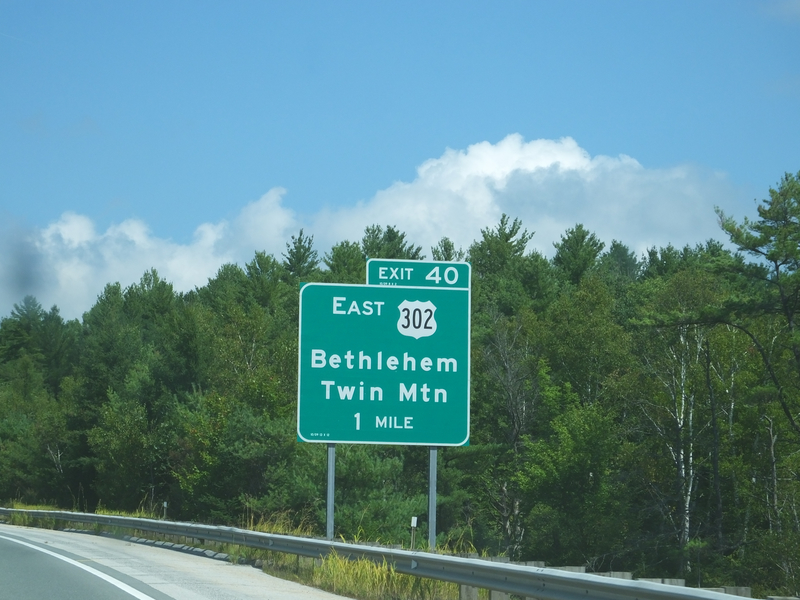 EXIT 40
EAST 302
Bethlehem
Twin Mtn
1 MILE